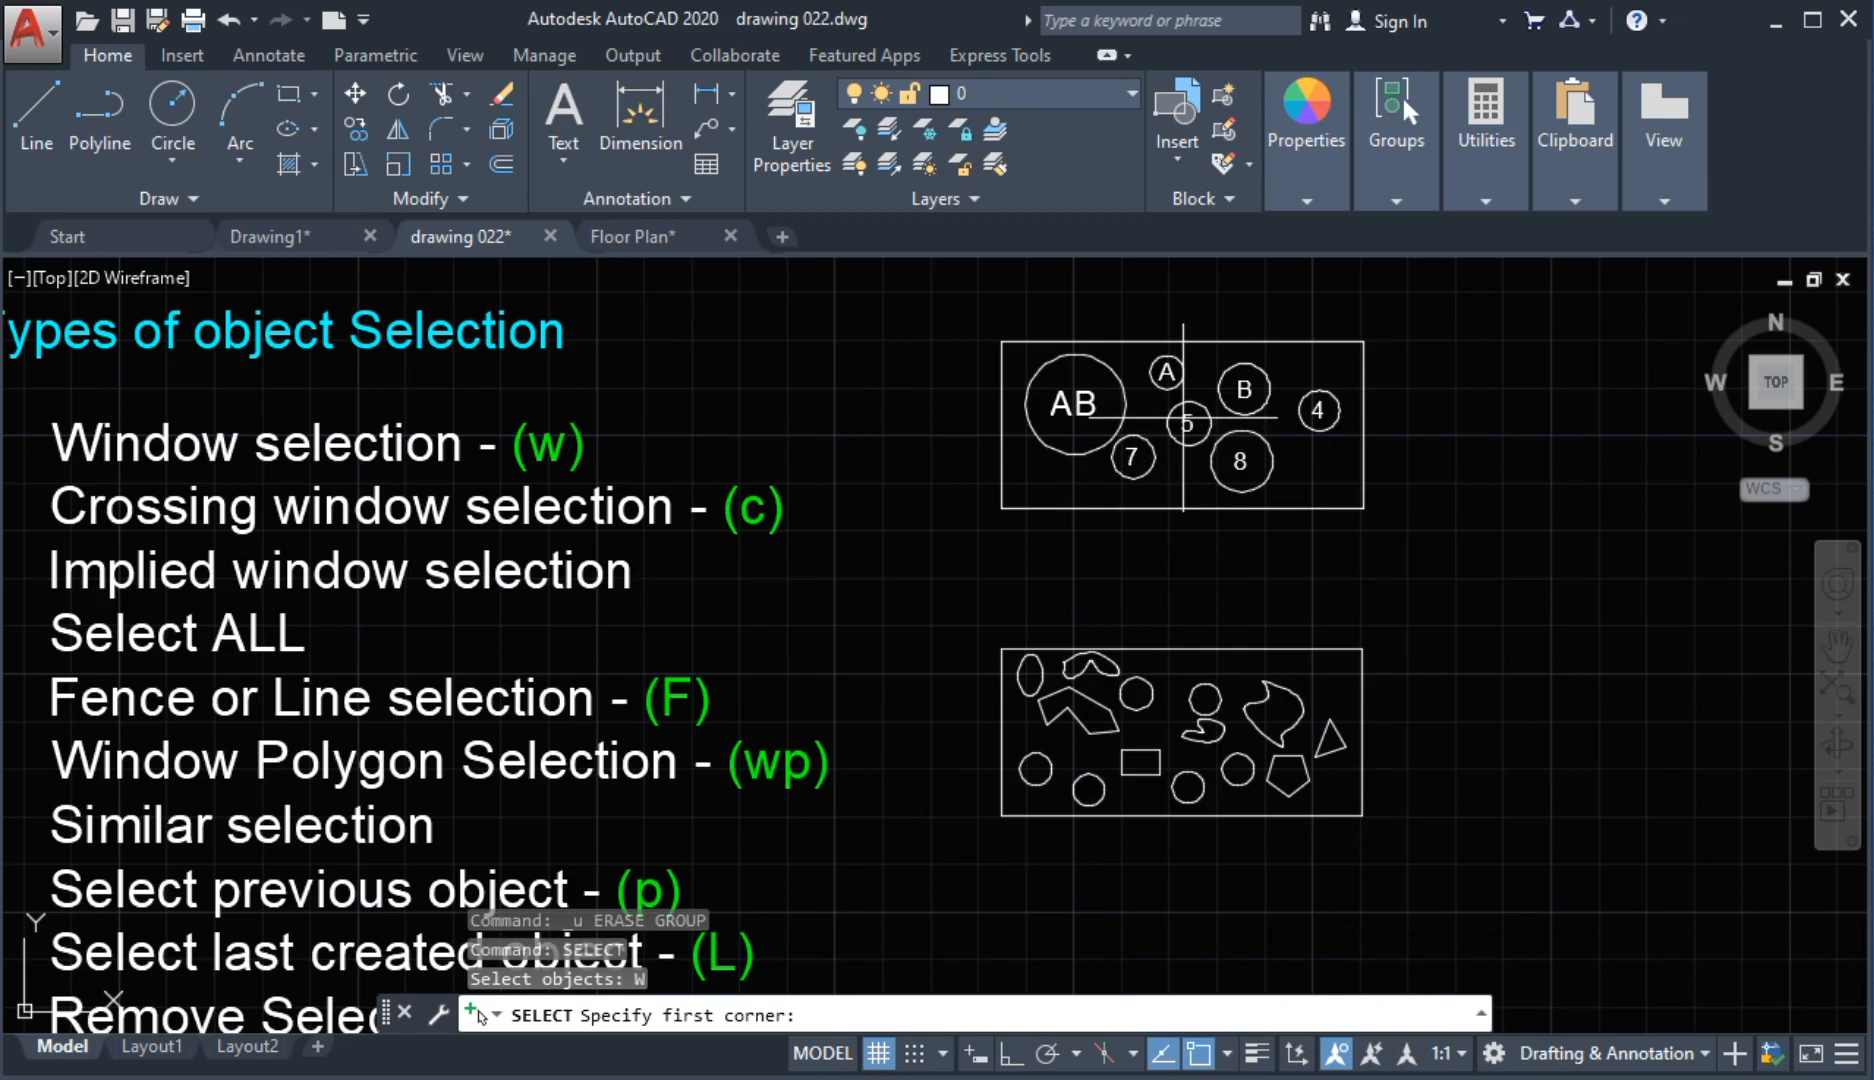 Autodesk AutoCAD 2020 drawing 022.dwg
Type a keyword or phrase
Sign In
Home Insert Annotate Parametric View Manage Output Collaborate Featured Apps Express Tools
0
Line Polyline Circle Arc
Text Dimension
Layer Properties
Insert
Properties Groups Utilities Clipboard View
Draw Modify Annotation Layers Block
Start Drawing1* drawing 022* Floor Plan*
[−][Top][2D Wireframe]
ypes of object Selection
Window selection - (w)
Crossing window selection - (c)
Implied window selection
Select ALL
Fence or Line selection - (F)
Window Polygon Selection - (wp)
Similar selection
Select previous object - (p)
Select last created object - (L)
Remove Selec
AB A B 4
5
7 8
N
W TOP E
S
WCS
Y
X
Command: _u ERASE GROUP
Command: SELECT
Select objects: W
SELECT Specify first corner:
Model Layout1 Layout2
MODEL 1:1 Drafting & Annotation